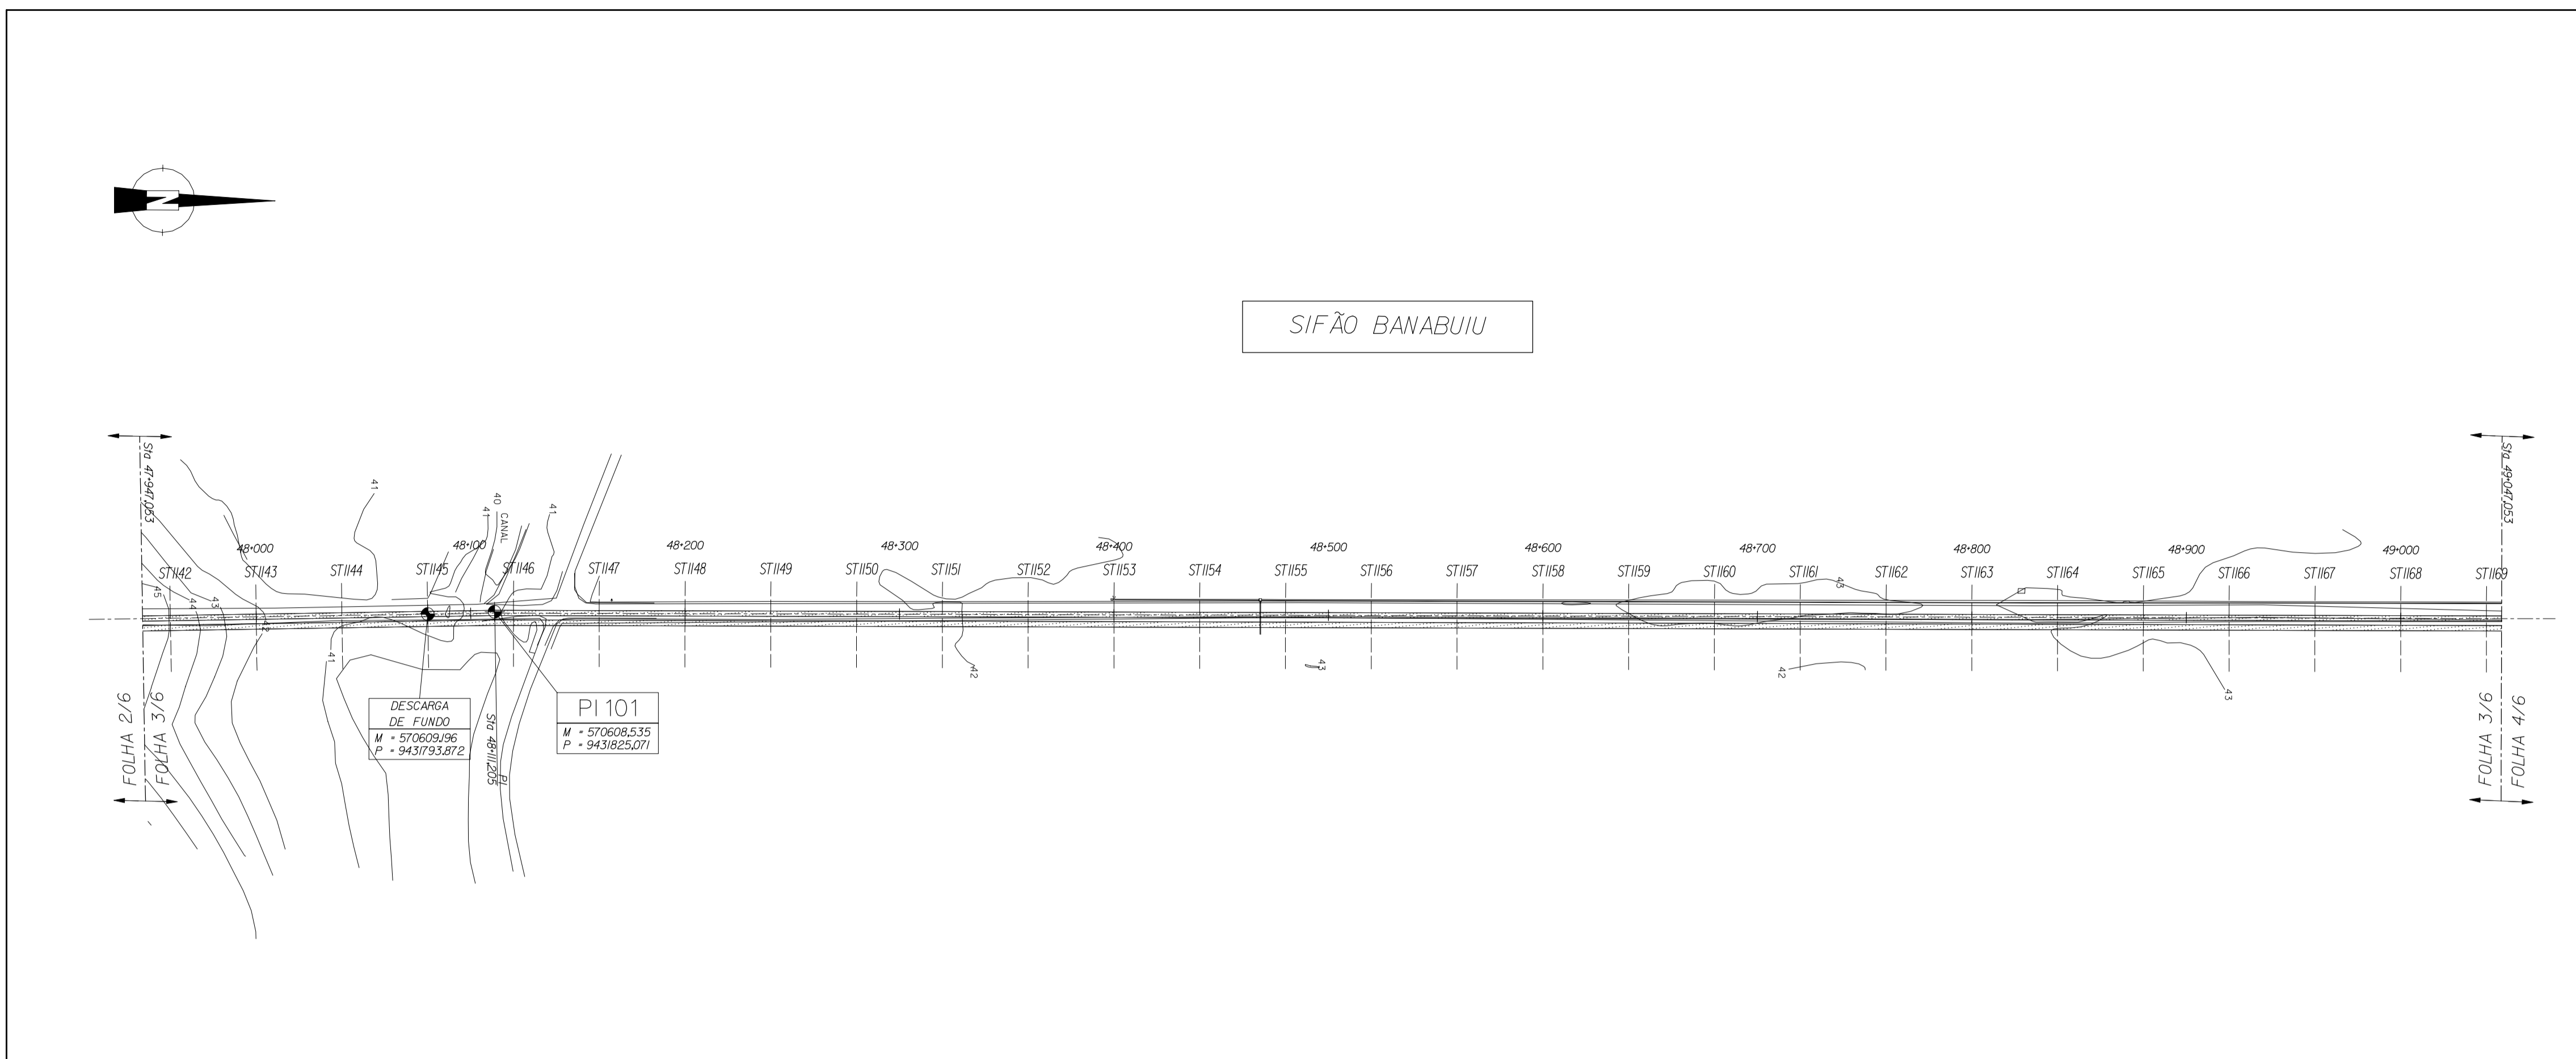 N
SIFÃO BANABUIU
Sta 47+947,053
Sta 49+047,053
41
40
41
CANAL
41
48+000
48+100
48+200
48+300
48+400
48+500
48+600
48+700
48+800
48+900
49+000
ST1142
ST1143
ST1144
ST1145
ST1146
ST1147
ST1148
ST1149
ST1150
ST1151
ST1152
ST1153
ST1154
ST1155
ST1156
ST1157
ST1158
ST1159
ST1160
ST1161
ST1162
ST1163
ST1164
ST1165
ST1166
ST1167
ST1168
ST1169
43
45
44
43
42
41
42
43
42
43
FOLHA 2/6
FOLHA 3/6
DESCARGA
DE FUNDO
M = 570609,196
P = 9431793,872
Sta 48+111,205
PI
PI 101
M = 570608,535
P = 9431825,071
FOLHA 3/6
FOLHA 4/6